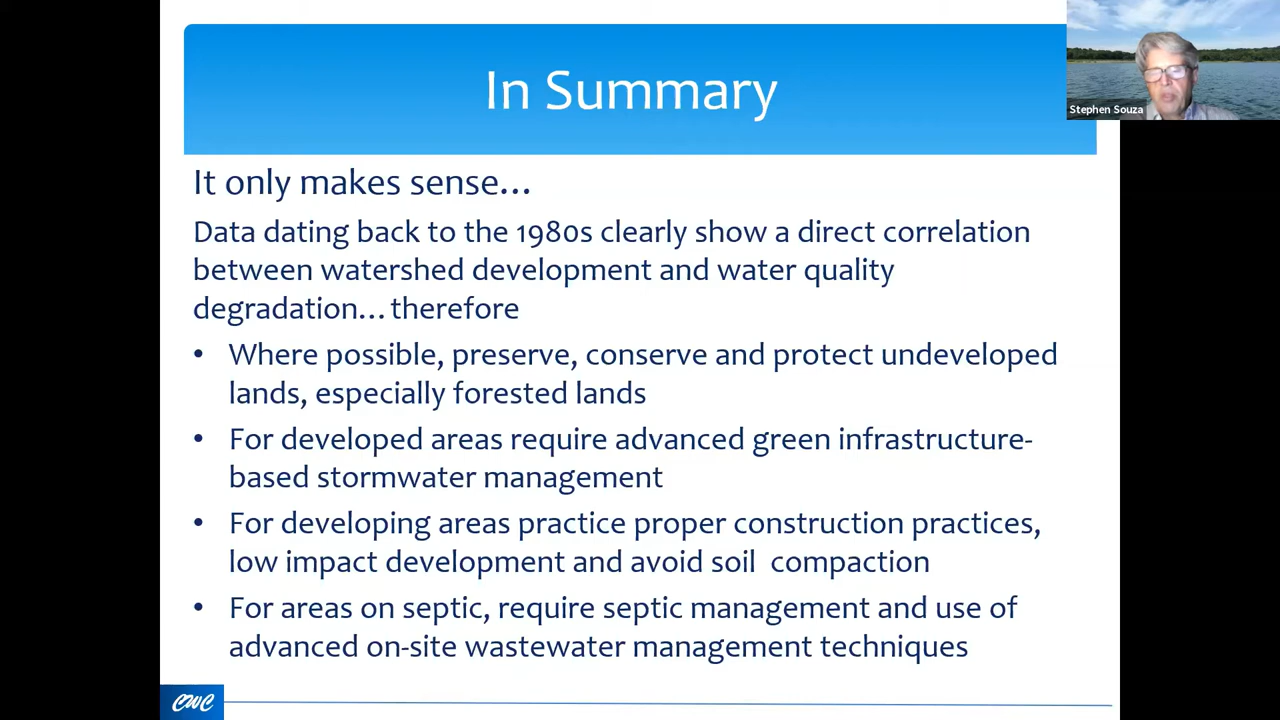 In Summary
Stephen Souza
It only makes sense…
Data dating back to the 1980s clearly show a direct correlation
between watershed development and water quality
degradation…therefore
• Where possible, preserve, conserve and protect undeveloped
lands, especially forested lands
• For developed areas require advanced green infrastructure-
based stormwater management
• For developing areas practice proper construction practices,
low impact development and avoid soil  compaction
• For areas on septic, require septic management and use of
advanced on-site wastewater management techniques
CWC